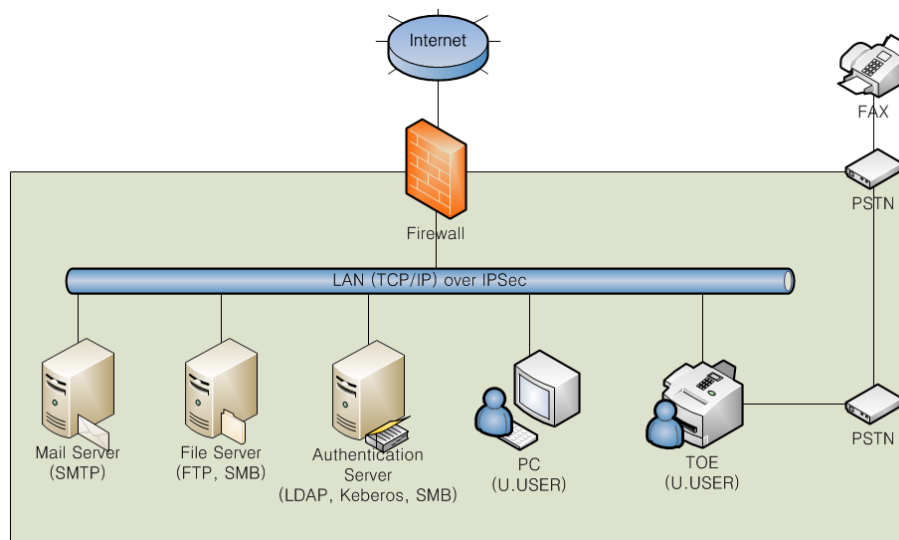 Internet
FAX
PSTN
Firewall
LAN (TCP/IP) over IPSec
Mail Server
(SMTP)
File Server
(FTP, SMB)
Authentication
Server
(LDAP, Keberos, SMB)
PC
(U.USER)
TOE
(U.USER)
PSTN